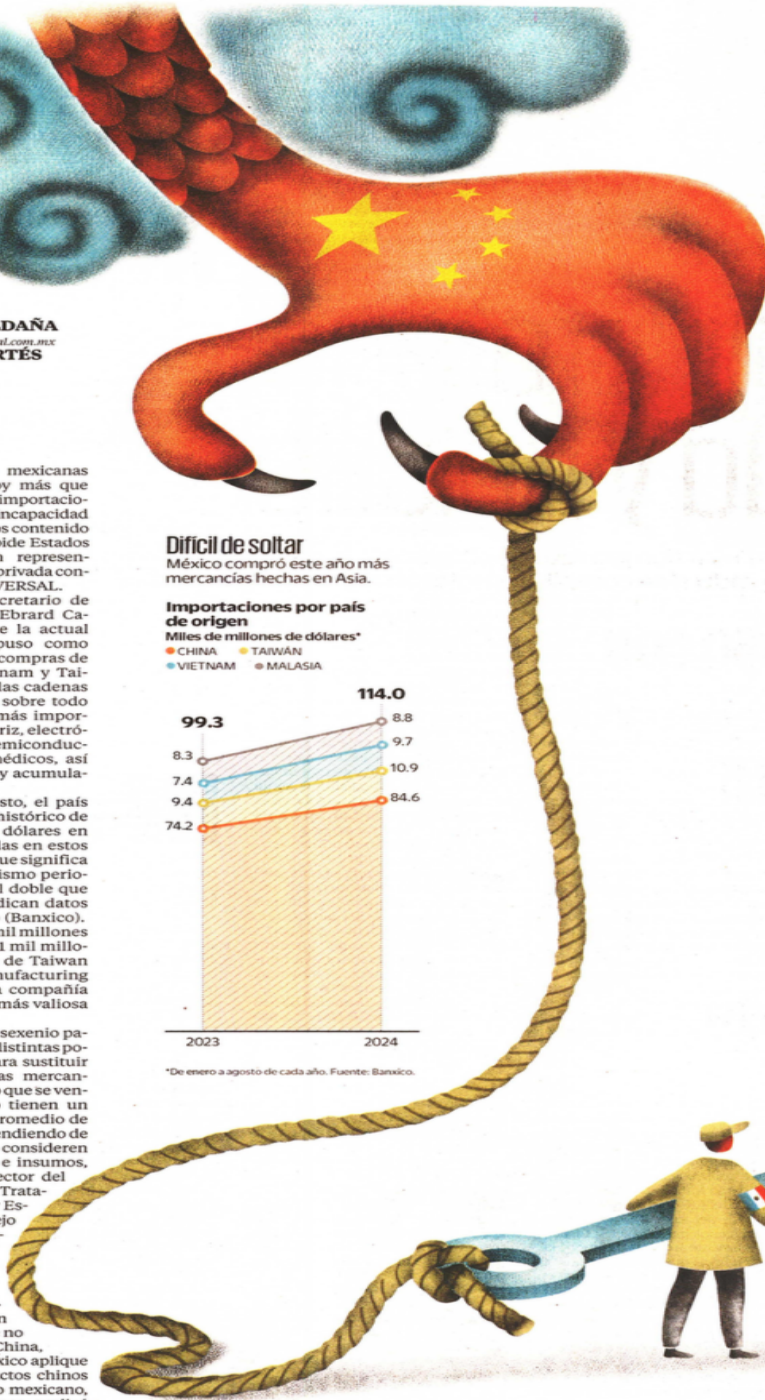 DAÑA
al.com.mx
RTÉS
mexicanas
oy más que
importacio-
ncapacidad
os contenido
oide Estados
represen-
privada con-
VERSAL.
cretario de
Ebrard Ca-
e la actual
ouso como
compras de
nam y Tai-
las cadenas
sobre todo
más impor-
riz, electró-
emiconduc-
nédicos, así
y acumula-
sto, el país
histórico de
dólares en
las en estos
ue significa
ismo perio-
l doble que
dican datos
(Banxico).
mil millones
1 mil millo-
de Taiwan
nufacturing
a compañía
más valiosa
sexenio pa-
distintas po-
ara sustituir
as mercan-
que se ven-
tienen un
romedio de
endiendo de
consideren
e insumos,
ector del
Trata-
Es-
ejo
n
no
China,
xico aplique
ctos chinos
o mexicano,
Difícil de soltar
México compró este año más
mercancías hechas en Asia.
Importaciones por país
de origen
Miles de millones de dólares*
CHINA TAIWÁN
VIETNAM MALASIA
114.0
99.3
8.8
8.3
9.7
7.4
10.9
9.4
84.6
74.2
2023 2024
*De enero a agosto de cada año. Fuente: Banxico.